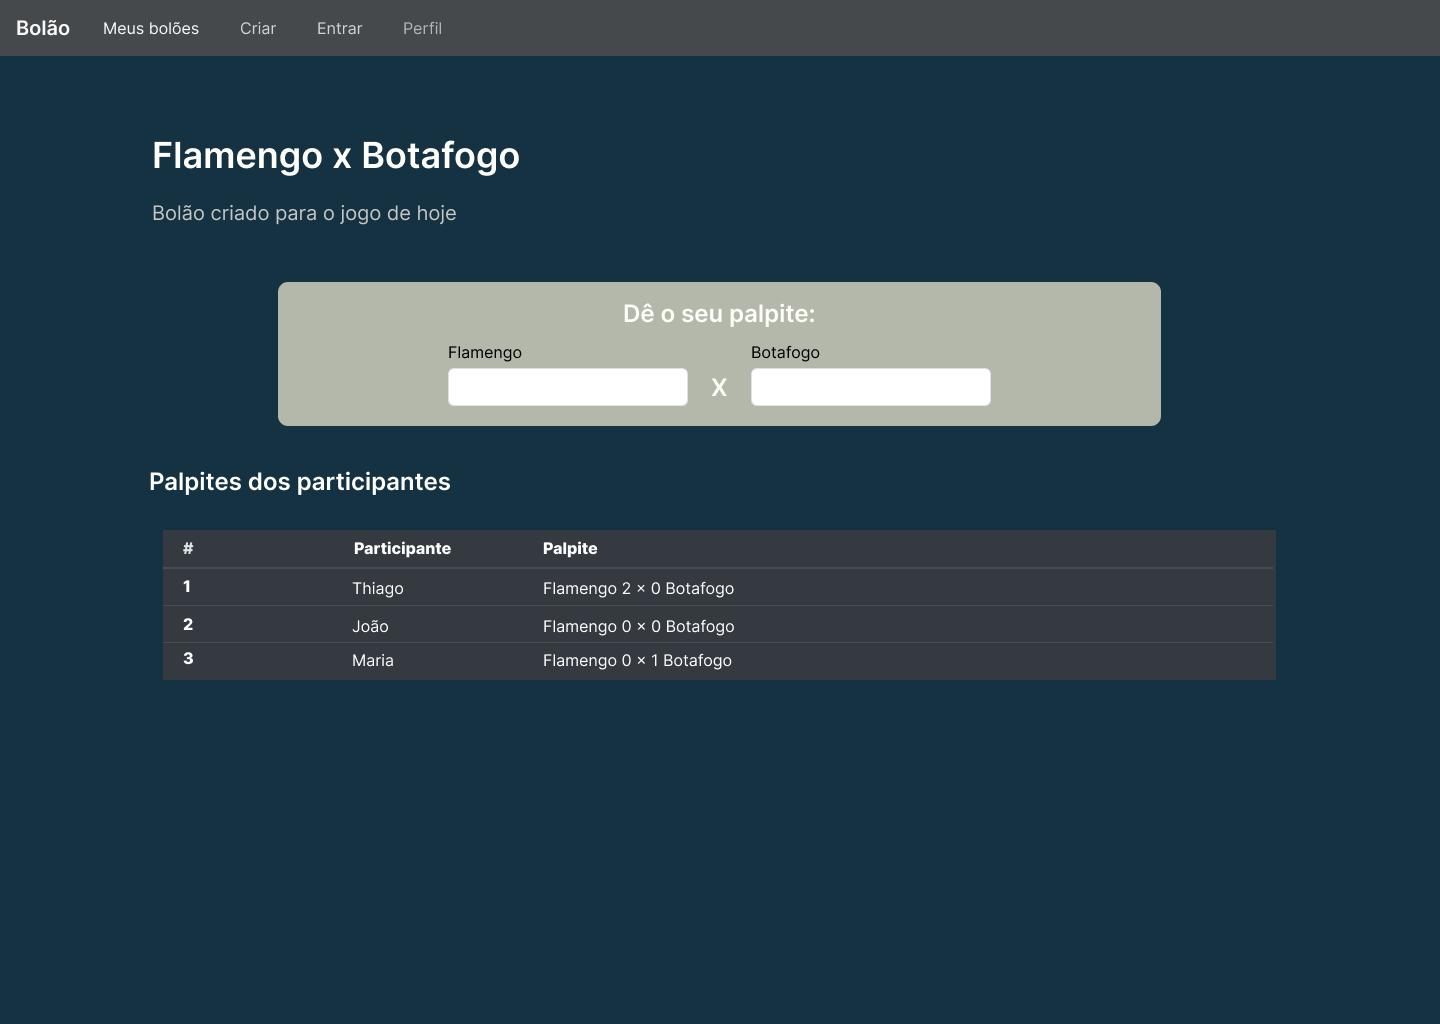 Bolão Meus bolões Criar Entrar Perfil
Flamengo x Botafogo
Bolão criado para o jogo de hoje
Dê o seu palpite:
Flamengo Botafogo
X
Palpites dos participantes
# Participante Palpite
1 Thiago Flamengo 2 × 0 Botafogo
2 João Flamengo 0 × 0 Botafogo
3 Maria Flamengo 0 × 1 Botafogo